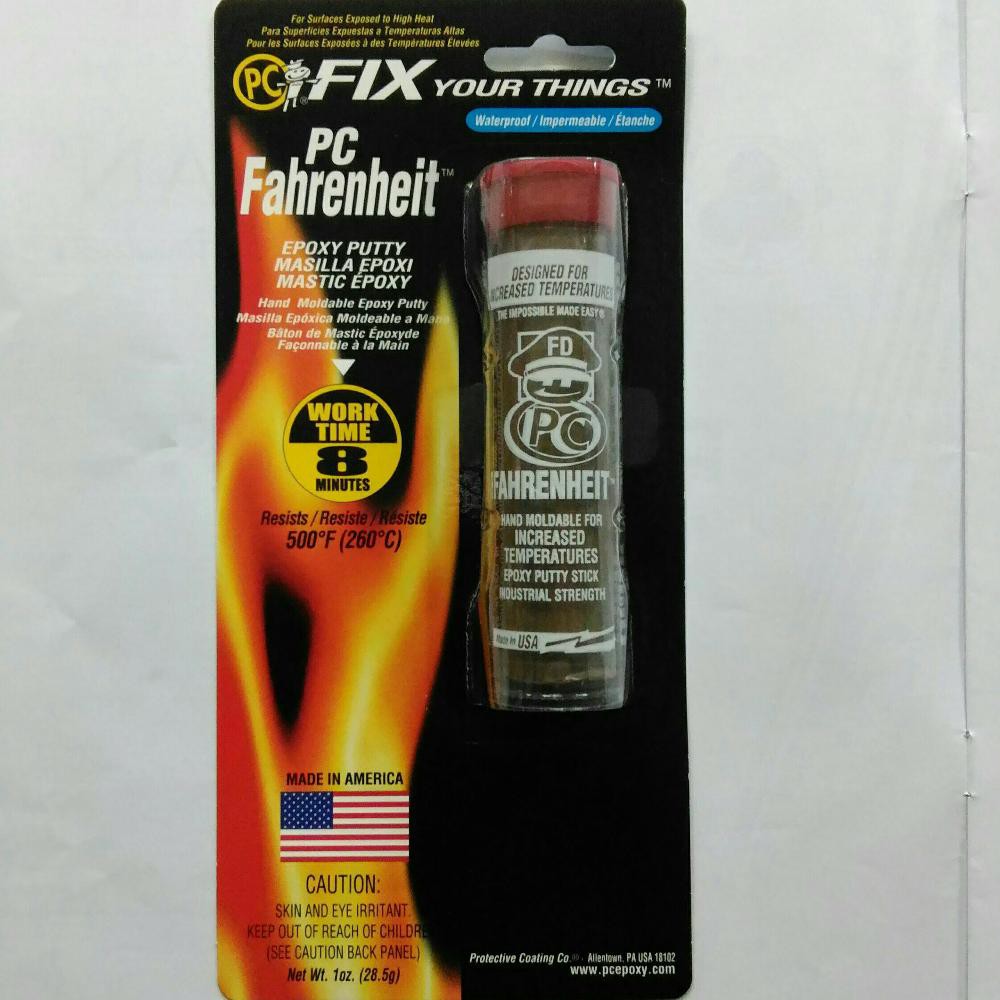 For Surfaces Exposed to High Heat
Para Superficies Expuestas a Temperaturas Altas
Pour les Surfaces Exposées à des Températures Élevées
PC ® FIX YOUR THINGS™
Waterproof / Impermeable / Étanche
PC
Fahrenheit™
EPOXY PUTTY
MASILLA EPOXI
MASTIC ÉPOXY
Hand Moldable Epoxy Putty
Masilla Epóxica Moldeable a Mano
Bâton de Mastic Époxyde
Façonnable à la Main
WORK
TIME
8
MINUTES
Resists / Resiste / Résiste
500°F (260°C)
MADE IN AMERICA
CAUTION:
SKIN AND EYE IRRITANT.
KEEP OUT OF REACH OF CHILDRE
(SEE CAUTION BACK PANEL)
Net Wt. 1oz. (28.5g)
DESIGNED FOR
INCREASED TEMPERATURES
THE IMPOSSIBLE MADE EASY®
FD
PC
FAHRENHEIT™
HAND MOLDABLE FOR
INCREASED
TEMPERATURES
EPOXY PUTTY STICK
INDUSTRIAL STRENGTH
Made in USA
Protective Coating Co.® · Allentown, PA USA 18102
www.pcepoxy.com